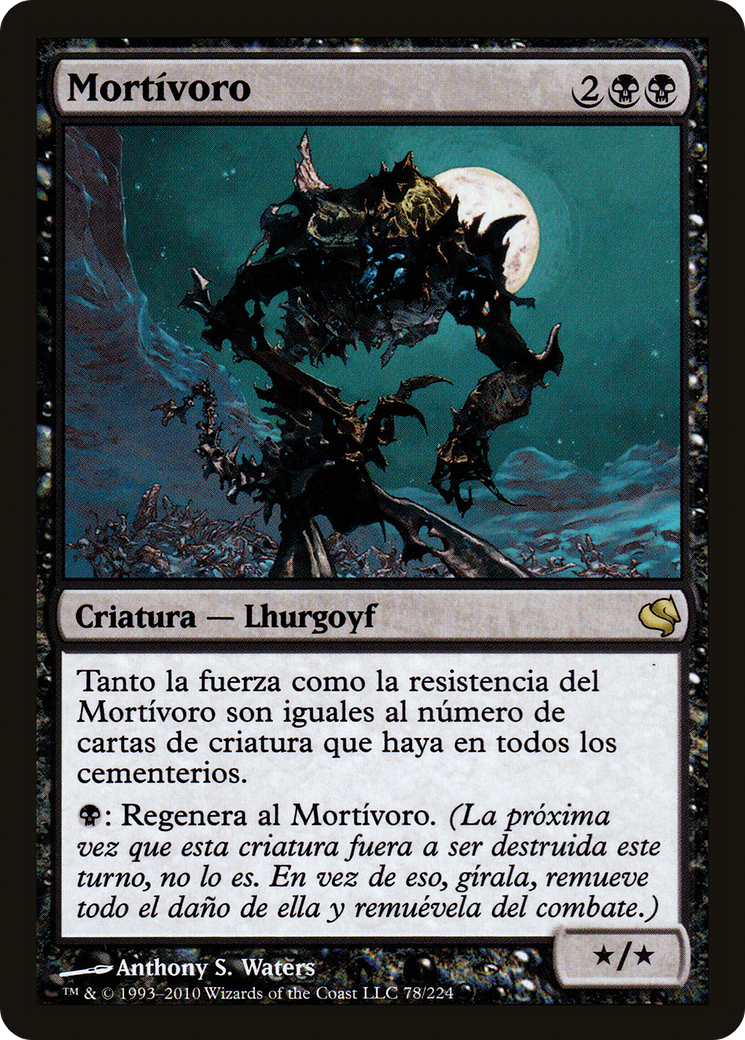 Mortívoro
2
Criatura — Lhurgoyf
Tanto la fuerza como la resistencia del
Mortívoro son iguales al número de
cartas de criatura que haya en todos los
cementerios.
: Regenera al Mortívoro. (La próxima
vez que esta criatura fuera a ser destruida este
turno, no lo es. En vez de eso, gírala, remueve
todo el daño de ella y remuévela del combate.)
★/★
Anthony S. Waters
™ & © 1993–2010 Wizards of the Coast LLC 78/224